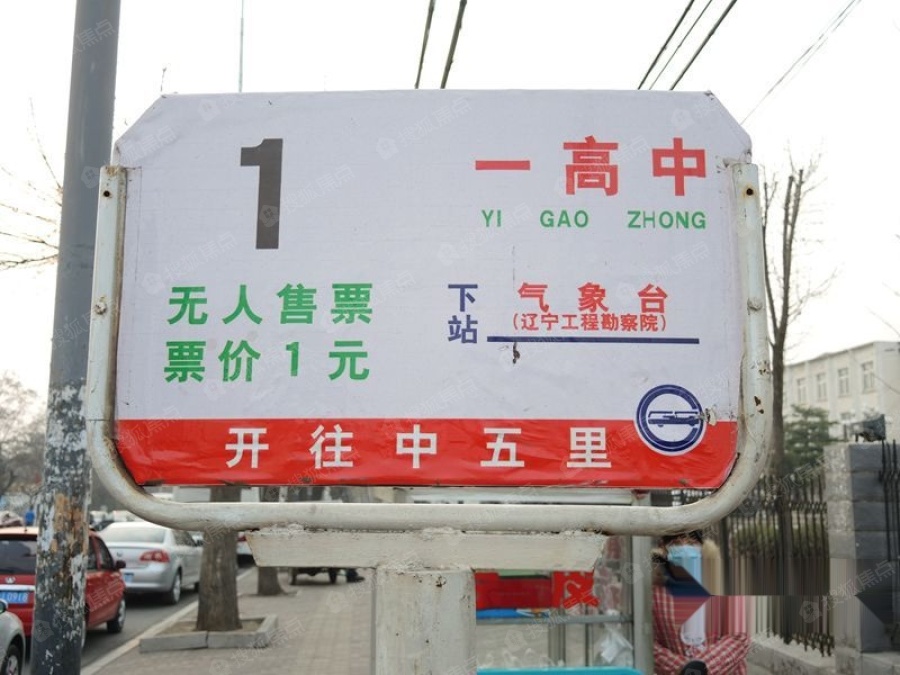 1
一高中
YI GAO ZHONG
无人售票
票价1元
下站
气象台
(辽宁工程勘察院)
开往中五里